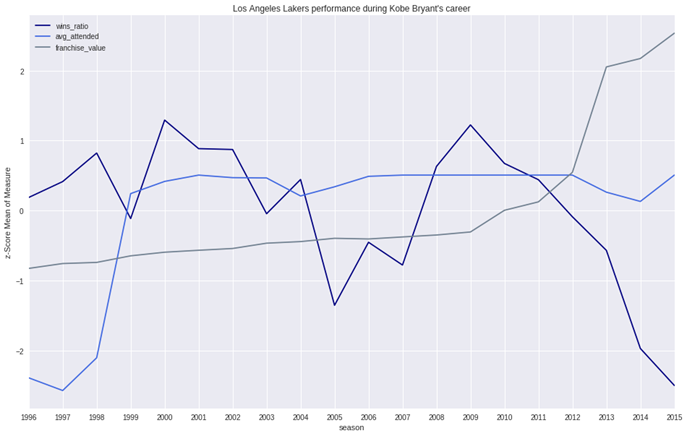 Los Angeles Lakers performance during Kobe Bryant's career
wins_ratio
avg_attended
franchise_value
2
1
0
−1
−2
z-Score Mean of Measure
1996 1997 1998 1999 2000 2001 2002 2003 2004 2005 2006 2007 2008 2009 2010 2011 2012 2013 2014 2015
season